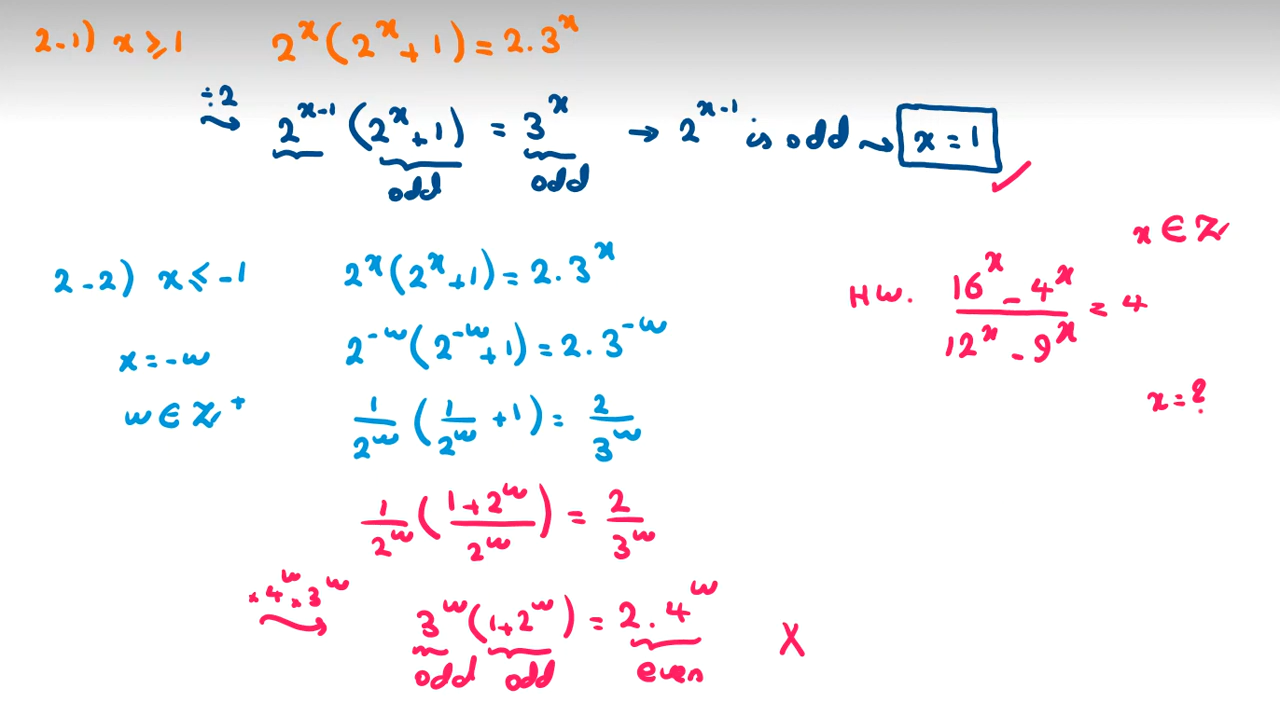 2-1) x ≥ 1 2^x (2^x + 1) = 2.3^x
÷2 → 2^(x-1) (2^x + 1) = 3^x → 2^(x-1) is odd → x = 1 ✓
odd odd
x ∈ ℤ
2-2) x ≤ -1 2^x (2^x + 1) = 2.3^x
HW. (16^x - 4^x)/(12^x - 9^x) = 4
x = -w 2^(-w) (2^(-w) + 1) = 2.3^(-w)
x = ?
w ∈ ℤ^+ 1/2^w (1/2^w + 1) = 2/3^w
1/2^w ((1 + 2^w)/2^w) = 2/3^w
×4^w ×3^w → 3^w (1 + 2^w) = 2.4^w X
odd odd even